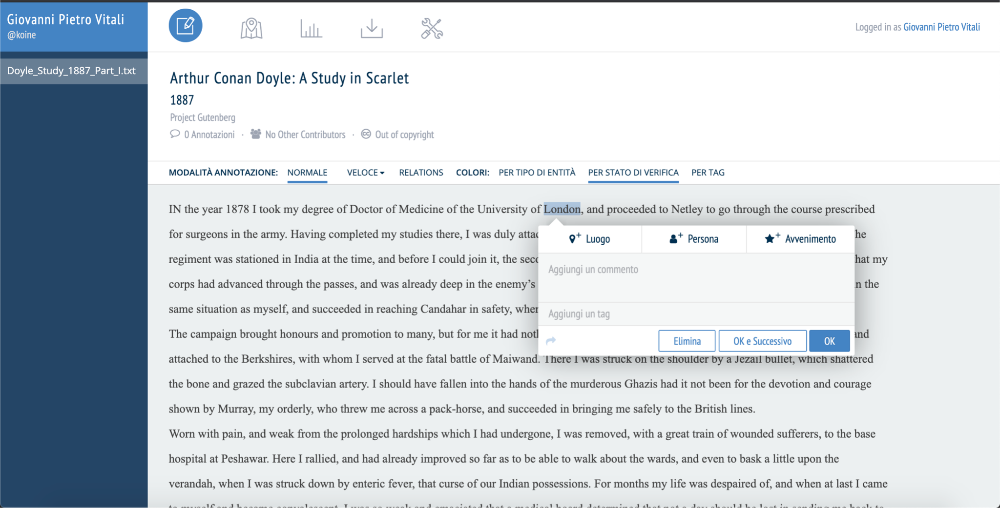 Giovanni Pietro Vitali
@koine
Logged in as Giovanni Pietro Vitali
Doyle_Study_1887_Part_I.txt
Arthur Conan Doyle: A Study in Scarlet
1887
Project Gutenberg
0 Annotazioni · No Other Contributors · Out of copyright
MODALITÀ ANNOTAZIONE: NORMALE VELOCE RELATIONS COLORI: PER TIPO DI ENTITÀ PER STATO DI VERIFICA PER TAG
IN the year 1878 I took my degree of Doctor of Medicine of the University of London, and proceeded to Netley to go through the course prescribed
for surgeons in the army. Having completed my studies there, I was duly
regiment was stationed in India at the time, and before I could join it, the
hat my
corps had advanced through the passes, and was already deep in the enemy’s
n the
same situation as myself, and succeeded in reaching Candahar in safety,
The campaign brought honours and promotion to many, but for me it had
and
attached to the Berkshires, with whom I served at the fatal battle of Maiwand. There I was struck on the shoulder by a Jezail bullet, which shattered
the bone and grazed the subclavian artery. I should have fallen into the hands of the murderous Ghazis had it not been for the devotion and courage
shown by Murray, my orderly, who threw me across a pack-horse, and succeeded in bringing me safely to the British lines.
Worn with pain, and weak from the prolonged hardships which I had undergone, I was removed, with a great train of wounded sufferers, to the base
hospital at Peshawar. Here I rallied, and had already improved so far as to be able to walk about the wards, and even to bask a little upon the
verandah, when I was struck down by enteric fever, that curse of our Indian possessions. For months my life was despaired of, and when at last I came
Luogo Persona Avvenimento
Aggiungi un commento
Aggiungi un tag
Elimina OK e Successivo OK